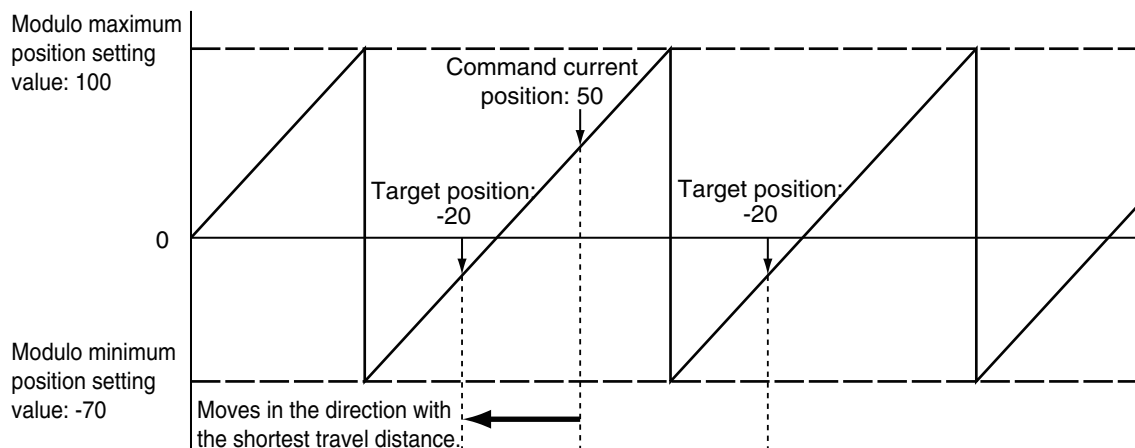 Modulo maximum
position setting
value: 100
Command current
position: 50
Target position:
-20
Target position:
-20
0
Modulo minimum
position setting
value: -70
Moves in the direction with
the shortest travel distance.